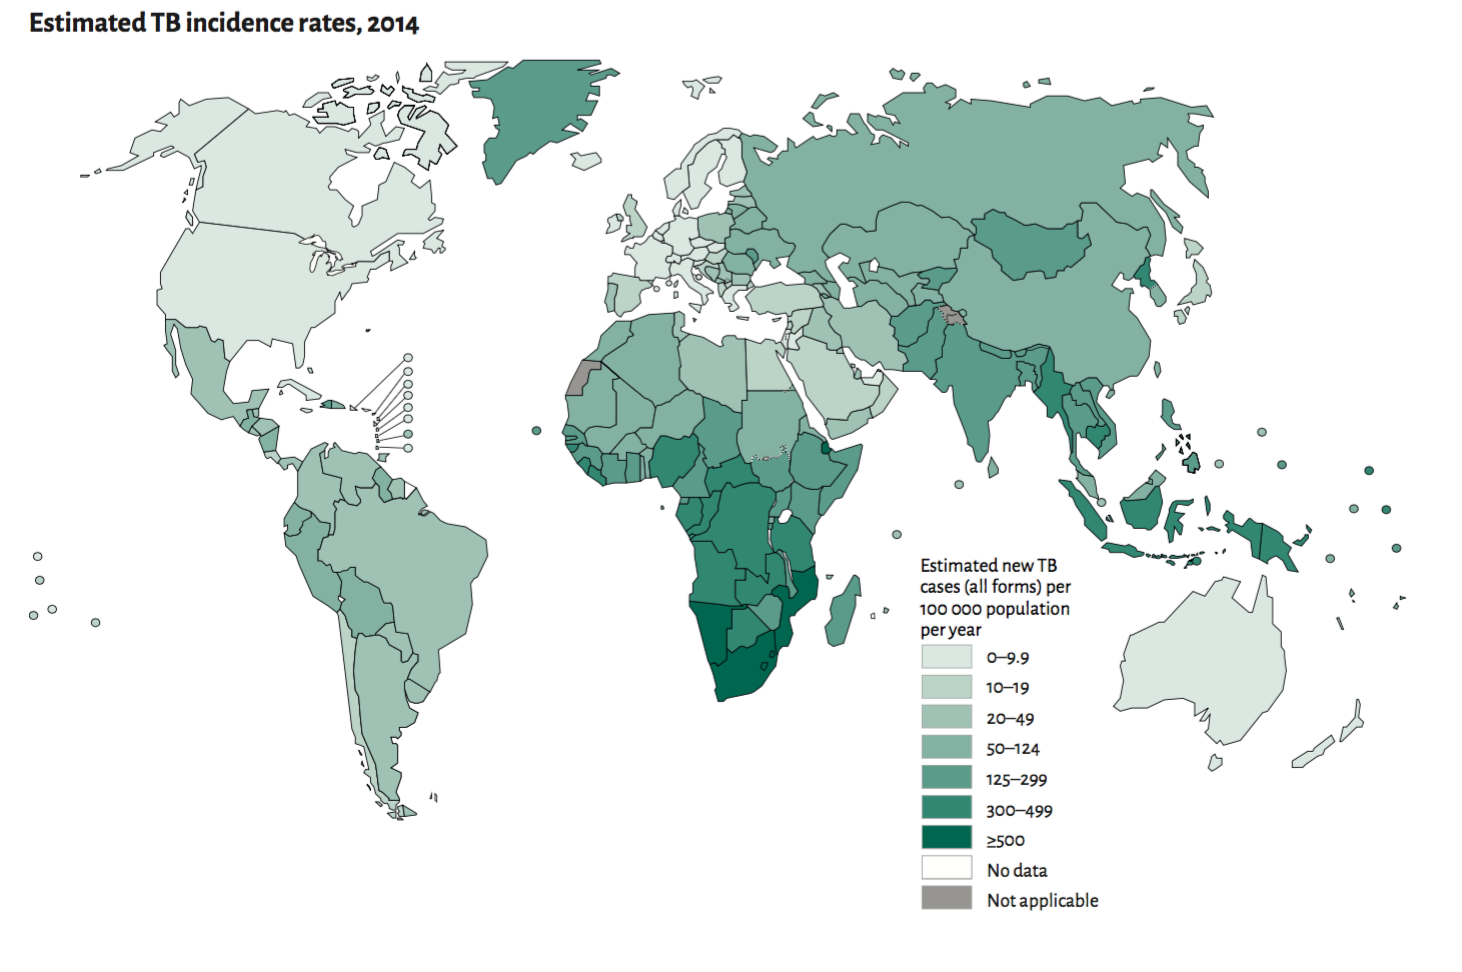 Estimated TB incidence rates, 2014
Estimated new TB
cases (all forms) per
100 000 population
per year
0–9.9
10–19
20–49
50–124
125–299
300–499
≥500
No data
Not applicable